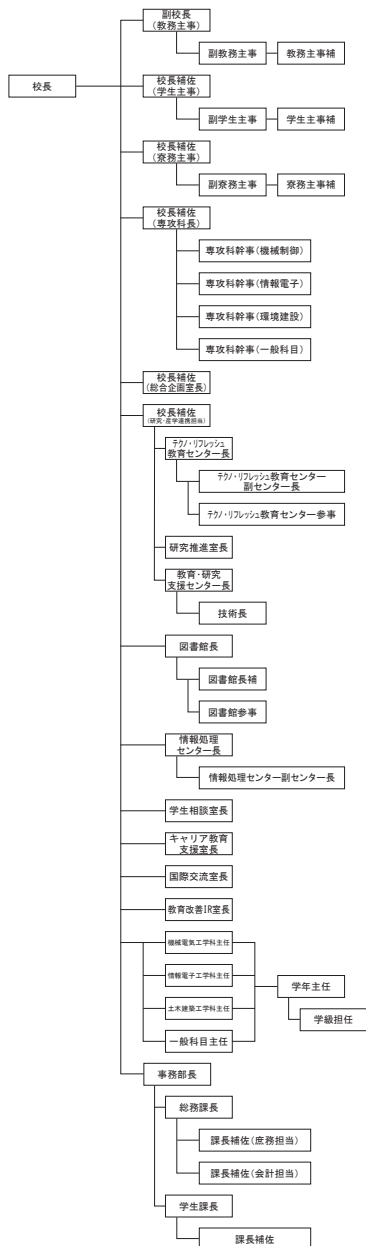 副校長
(教務主事)
副教務主事
教務主事補
校長
校長補佐
(学生主事)
副学生主事
学生主事補
校長補佐
(寮務主事)
副寮務主事
寮務主事補
校長補佐
(専攻科長)
専攻科幹事(機械制御)
専攻科幹事(情報電子)
専攻科幹事(環境建設)
専攻科幹事(一般科目)
校長補佐
(総合企画室長)
校長補佐
(研究・産学連携担当)
テクノ・リフレッシュ
教育センター長
テクノ・リフレッシュ教育センター
副センター長
テクノ・リフレッシュ教育センター参事
研究推進室長
教育・研究
支援センター長
技術長
図書館長
図書館長補
図書館参事
情報処理
センター長
情報処理センター副センター長
学生相談室長
キャリア教育
支援室長
国際交流室長
教育改善IR室長
機械電気工学科主任
情報電子工学科主任
土木建築工学科主任
一般科目主任
学年主任
学級担任
事務部長
総務課長
課長補佐(庶務担当)
課長補佐(会計担当)
学生課長
課長補佐